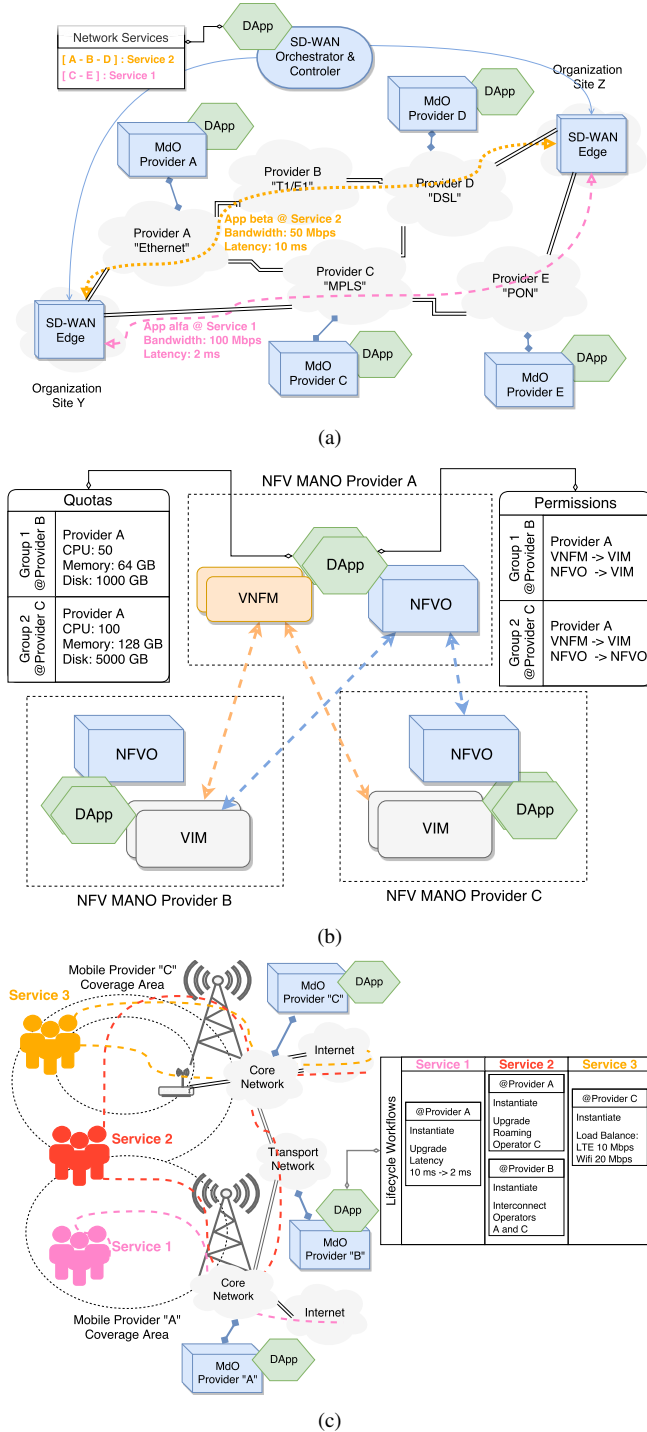 DApp
Network Services
[ A - B - D ] : Service 2
[ C - E ] : Service 1
SD-WAN
Orchestrator &
Controler
Organization
Site Z
SD-WAN
Edge
MdO
Provider A
DApp
MdO
Provider D
DApp
Provider B
"T1/E1"
Provider D
"DSL"
Provider A
"Ethernet"
App beta @ Service 2
Bandwidth: 50 Mbps
Latency: 10 ms
Provider C
"MPLS"
Provider E
"PON"
SD-WAN
Edge
App alfa @ Service 1
Bandwidth: 100 Mbps
Latency: 2 ms
Organization
Site Y
MdO
Provider C
DApp
MdO
Provider E
DApp
(a)
NFV MANO Provider A
Quotas
Group 1
@Provider B
Provider A
CPU: 50
Memory: 64 GB
Disk: 1000 GB
Group 2
@Provider C
Provider A
CPU: 100
Memory: 128 GB
Disk: 5000 GB
DApp
VNFM
NFVO
Permissions
Group 1
@Provider B
Provider A
VNFM -> VIM
NFVO -> VIM
Group 2
@Provider C
Provider A
VNFM -> VIM
NFVO -> NFVO
NFVO
DApp
VIM
NFV MANO Provider B
NFVO
DApp
VIM
NFV MANO Provider C
(b)
Mobile Provider "C"
Coverage Area
Service 3
MdO
Provider "C"
DApp
Internet
Core
Network
Service 2
Transport
Network
DApp
MdO
Provider "B"
Service 1
Core
Network
Internet
Mobile Provider "A"
Coverage Area
MdO
Provider "A"
DApp
Lifecycle Workflows
Service 1
Service 2
Service 3
@Provider A
Instantiate
Upgrade
Latency
10 ms -> 2 ms
@Provider A
Instantiate
Upgrade
Roaming
Operator C
@Provider B
Instantiate
Interconnect
Operators
A and C
@Provider C
Instantiate
Load Balance:
LTE 10 Mbps
Wifi 20 Mbps
(c)